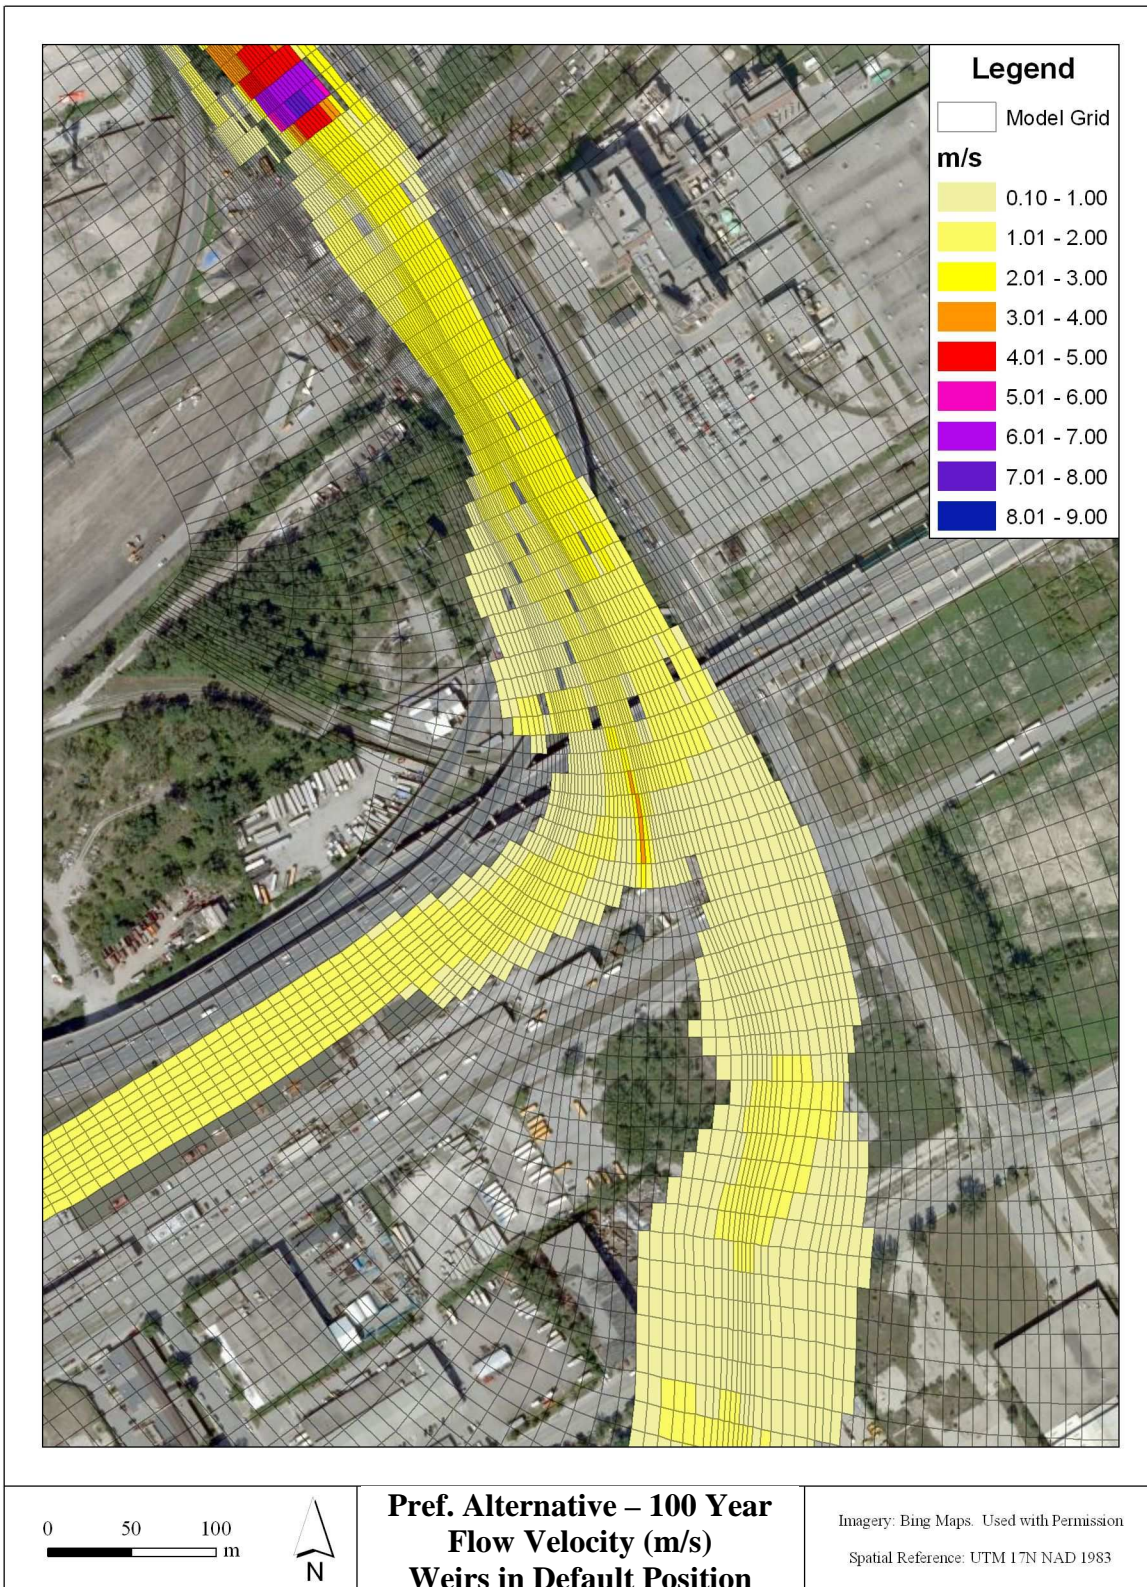 Legend
Model Grid
m/s
0.10 - 1.00
1.01 - 2.00
2.01 - 3.00
3.01 - 4.00
4.01 - 5.00
5.01 - 6.00
6.01 - 7.00
7.01 - 8.00
8.01 - 9.00
0 50 100
m
N
Pref. Alternative – 100 Year
Flow Velocity (m/s)
Weirs in Default Position
Imagery: Bing Maps. Used with Permission
Spatial Reference: UTM 17N NAD 1983